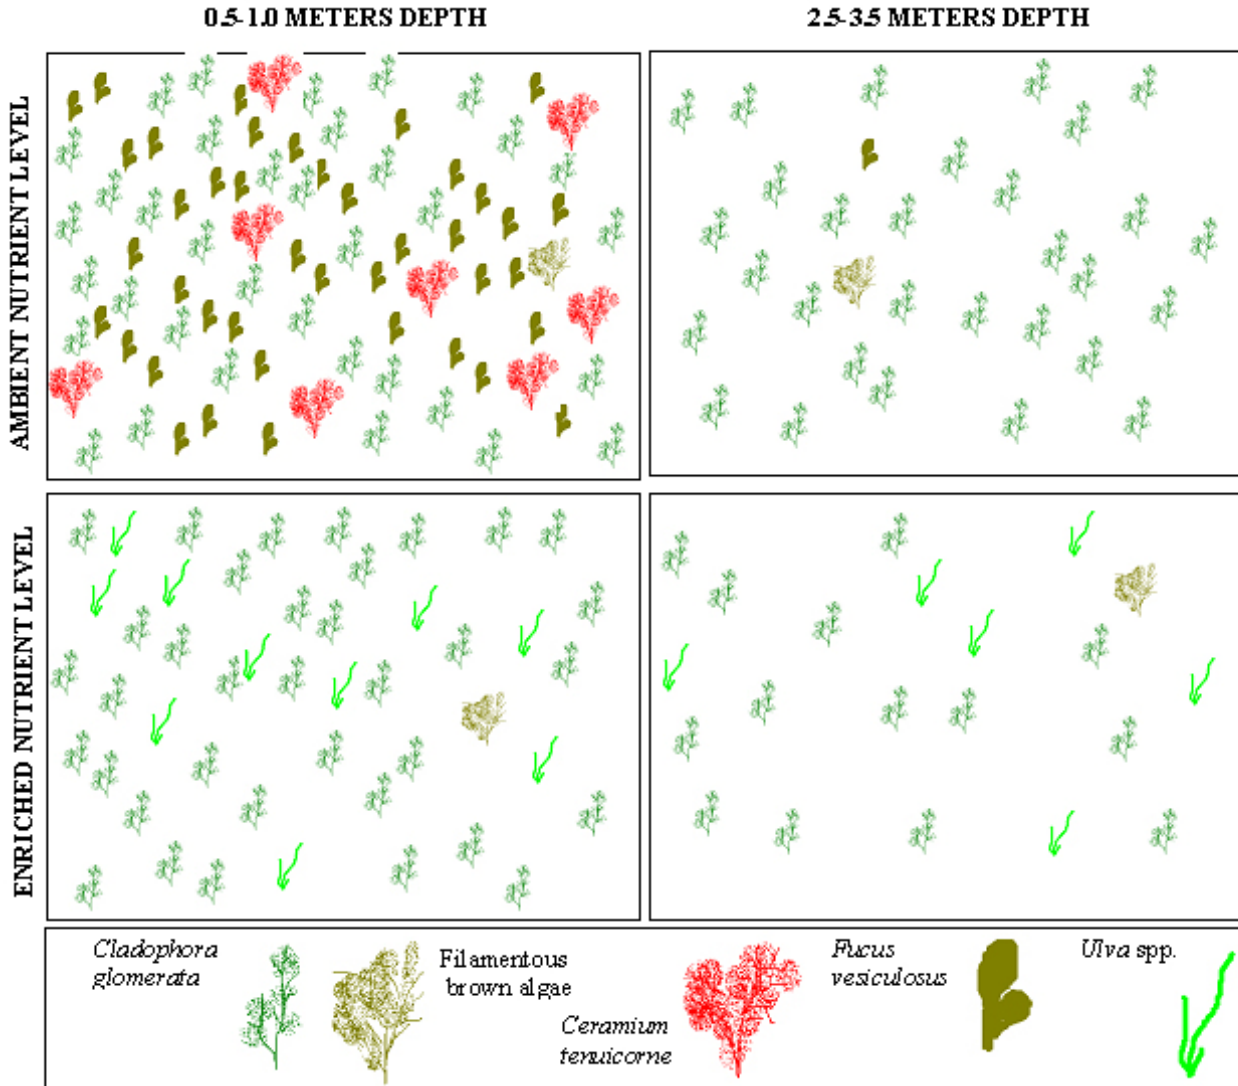 0.5-1.0 METERS DEPTH
2.5-3.5 METERS DEPTH
AMBIENT NUTRIENT LEVEL
ENRICHED NUTRIENT LEVEL
Cladophora
glomerata
Filamentous
brown algae
Ceramium
tenuicorne
Fucus
vesiculosus
Ulva spp.